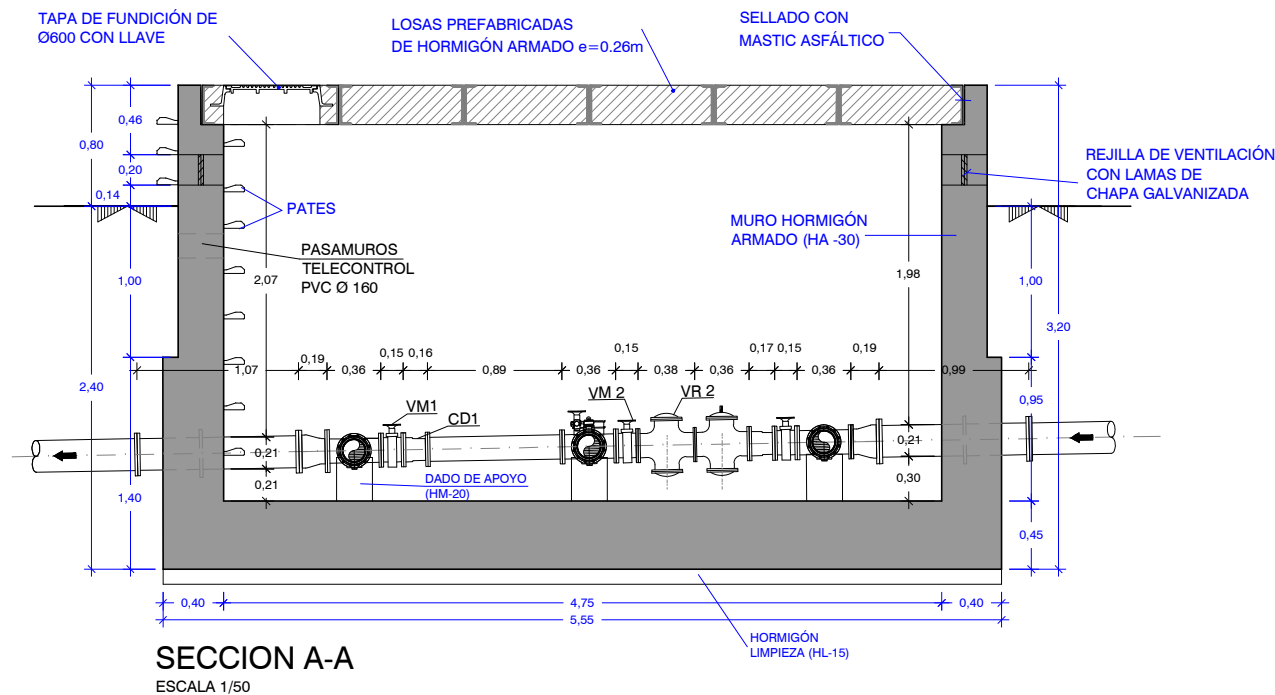 TAPA DE FUNDICIÓN DE
Ø600 CON LLAVE
LOSAS PREFABRICADAS
DE HORMIGÓN ARMADO e=0.26m
SELLADO CON
MASTIC ASFÁLTICO
0,46
0,80
0,20
0,14
REJILLA DE VENTILACIÓN
CON LAMAS DE
CHAPA GALVANIZADA
PATES
MURO HORMIGÓN
ARMADO (HA -30)
PASAMUROS
TELECONTROL
PVC Ø 160
1,00
2,07
1,98
1,00
3,20
2,40
1,07
0,19
0,36
0,15
0,16
0,89
0,36
0,15
0,38
0,36
0,17
0,15
0,36
0,19
0,99
0,95
VM1
CD1
VM 2
VR 2
0,21
0,21
0,21
0,30
DADO DE APOYO
(HM-20)
1,40
0,45
0,40
4,75
0,40
5,55
HORMIGÓN
LIMPIEZA (HL-15)
SECCION A-A
ESCALA 1/50